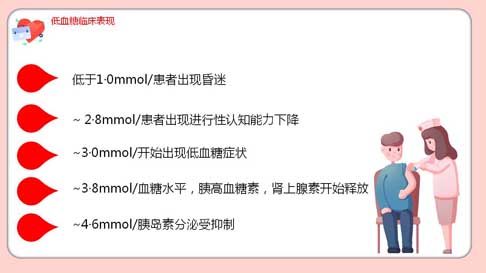 低血糖临床表现
低于1·0mmol/患者出现昏迷
~ 2·8mmol/患者出现进行性认知能力下降
~3·0mmol/开始出现低血糖症状
~3·8mmol/血糖水平，胰高血糖素，肾上腺素开始释放
~4·6mmol/胰岛素分泌受抑制